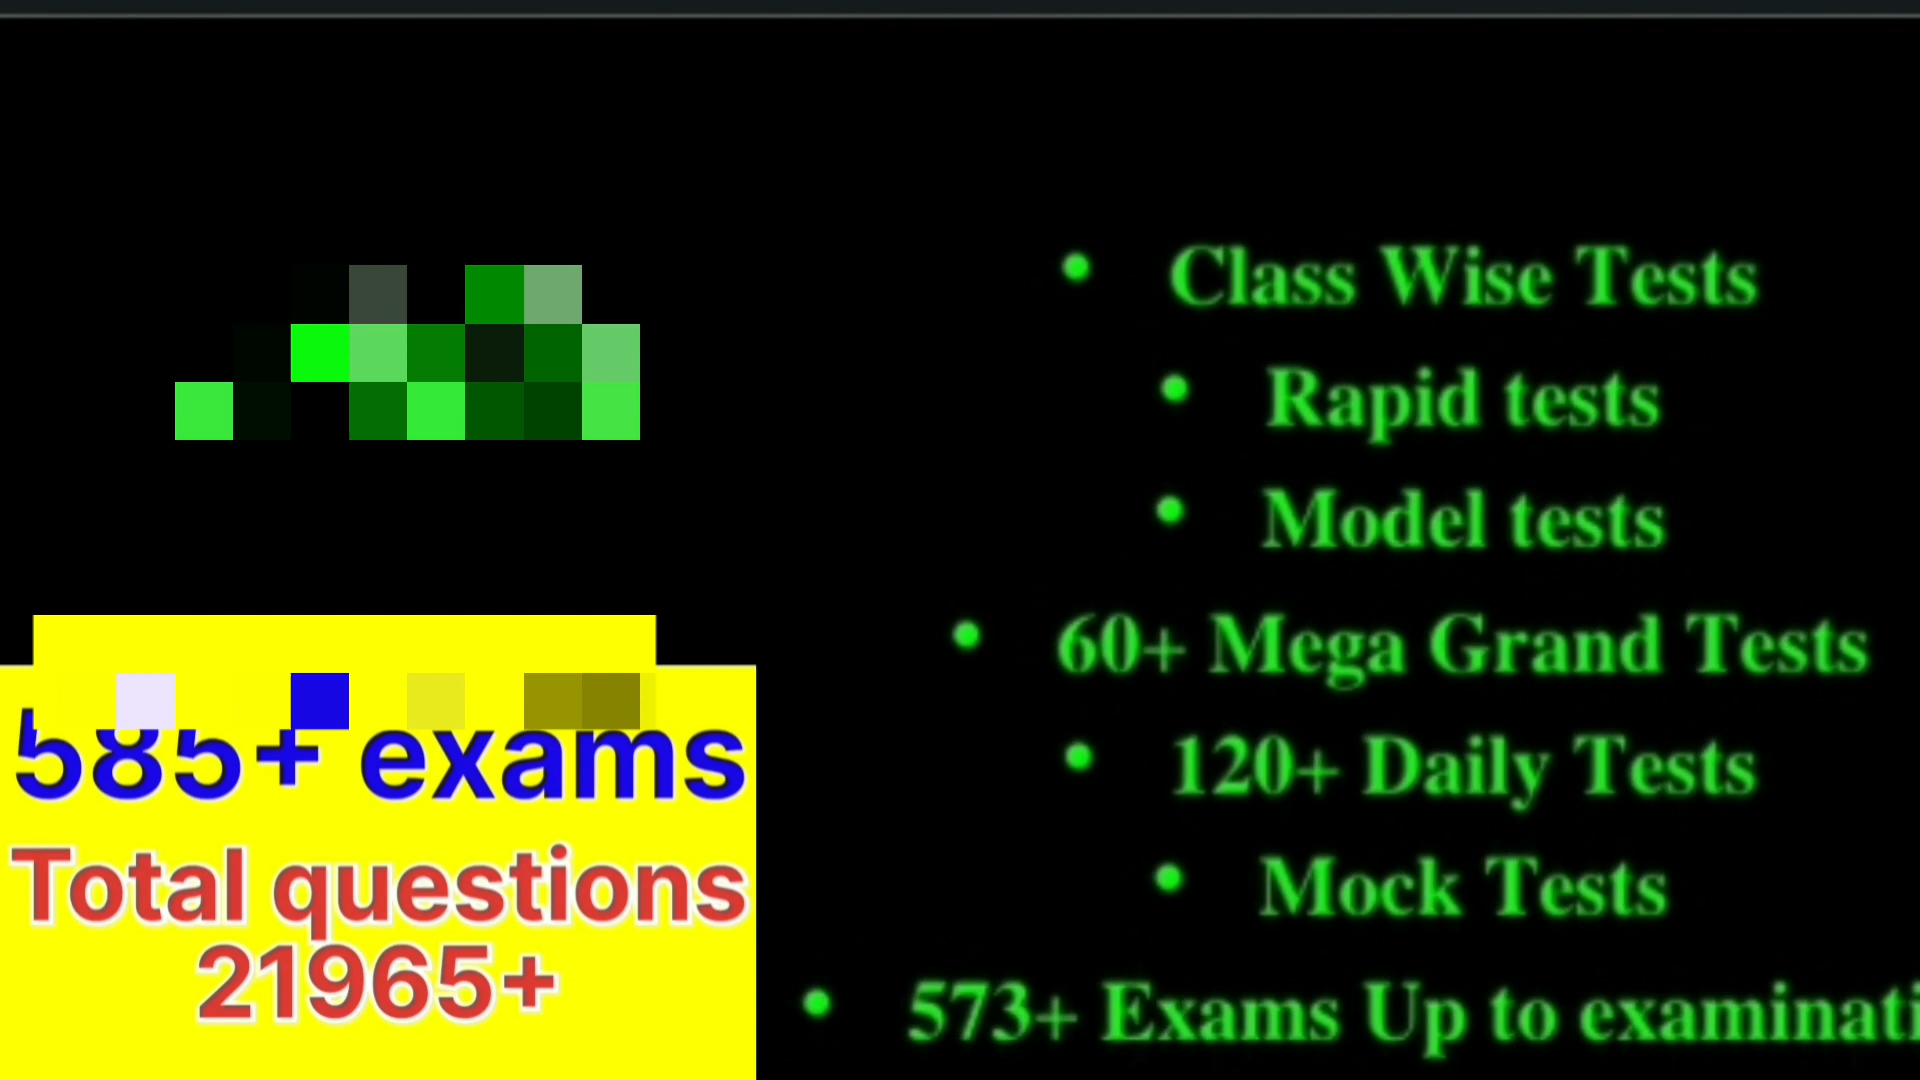 Class Wise Tests
Rapid tests
Model tests
60+ Mega Grand Tests
120+ Daily Tests
Mock Tests
573+ Exams Up to examinati
585+ exams
Total questions
21965+